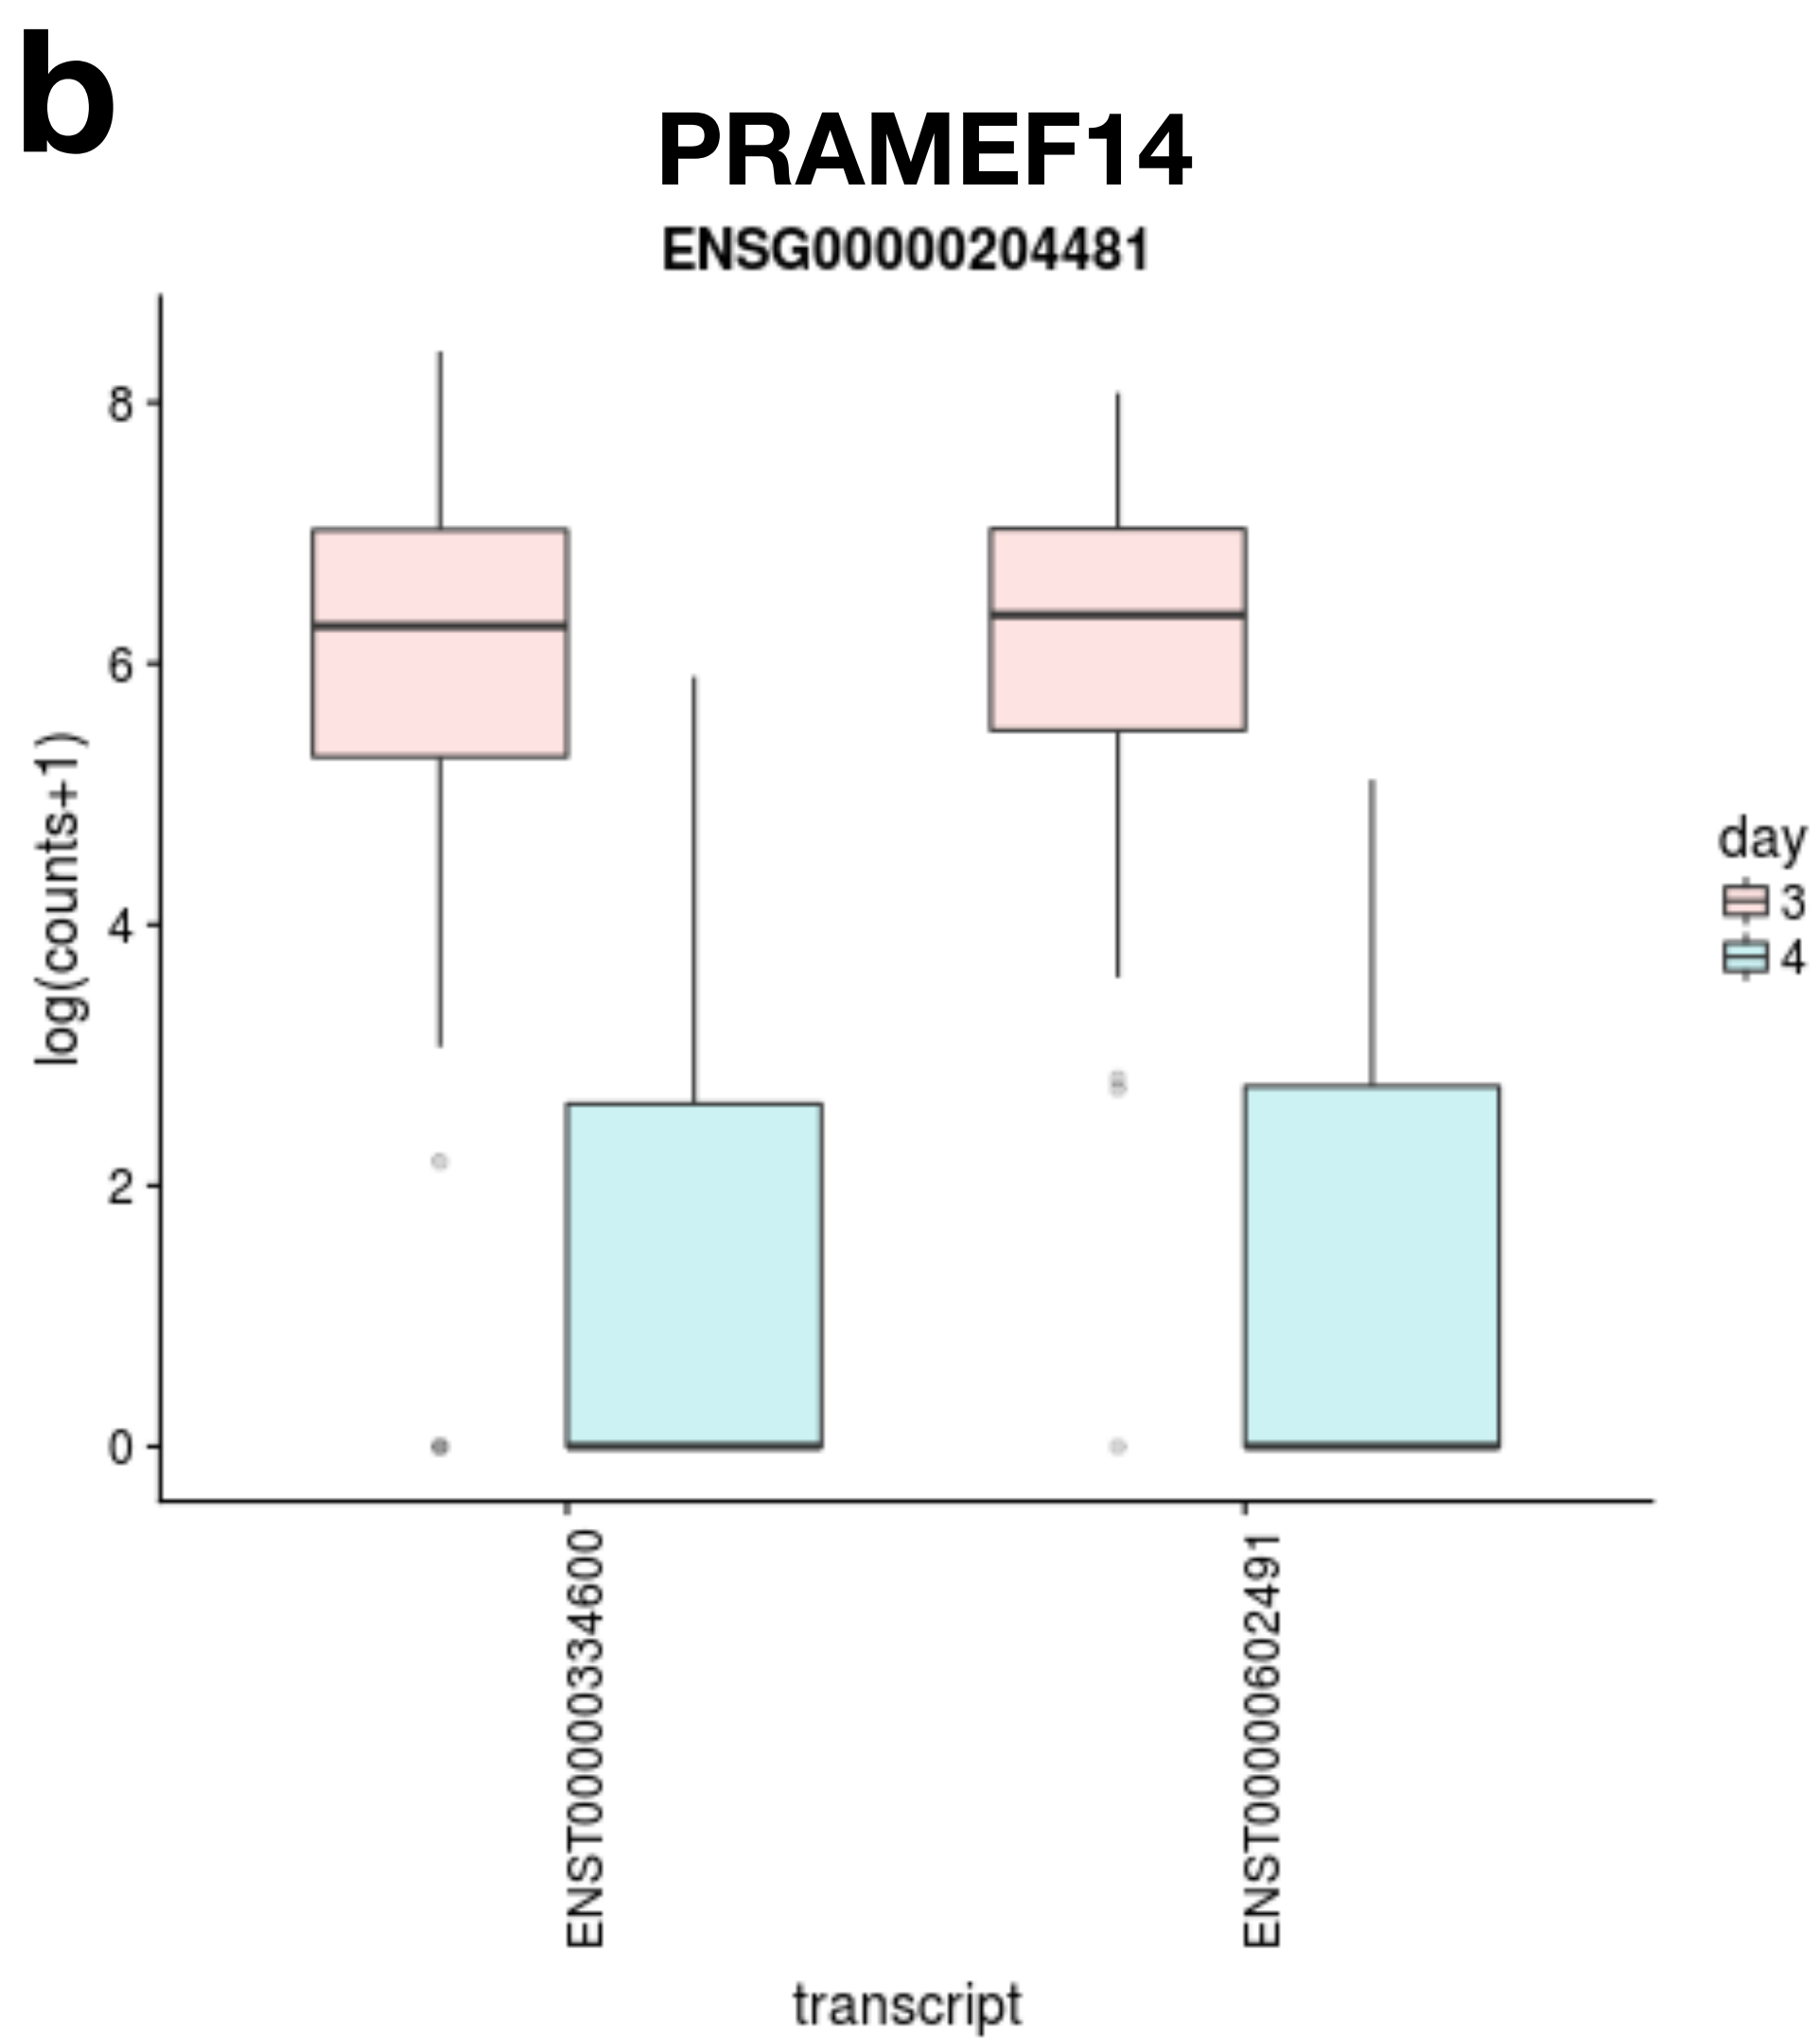 b
PRAMEF14
ENSG00000204481
log(counts+1)
8
6
4
2
0
day
3
4
ENST00000334600
ENST00000602491
transcript